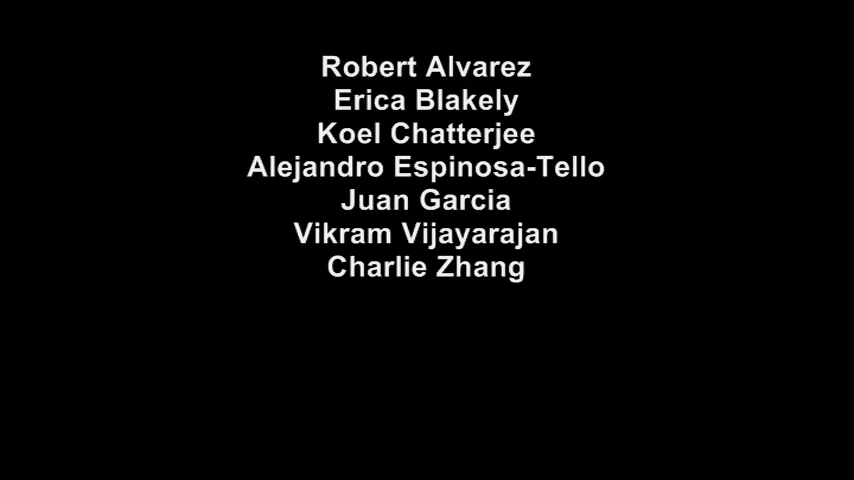 Robert Alvarez
Erica Blakely
Koel Chatterjee
Alejandro Espinosa-Tello
Juan Garcia
Vikram Vijayarajan
Charlie Zhang